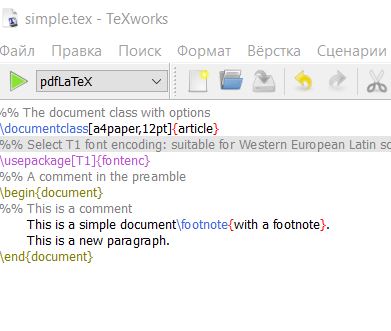 simple.tex - TeXworks
Файл Правка Поиск Формат Вёрстка Сценарии
pdfLaTeX
%% The document class with options
\documentclass[a4paper,12pt]{article}
%% Select T1 font encoding: suitable for Western European Latin sc
\usepackage[T1]{fontenc}
%% A comment in the preamble
\begin{document}
%% This is a comment
This is a simple document\footnote{with a footnote}.
This is a new paragraph.
\end{document}